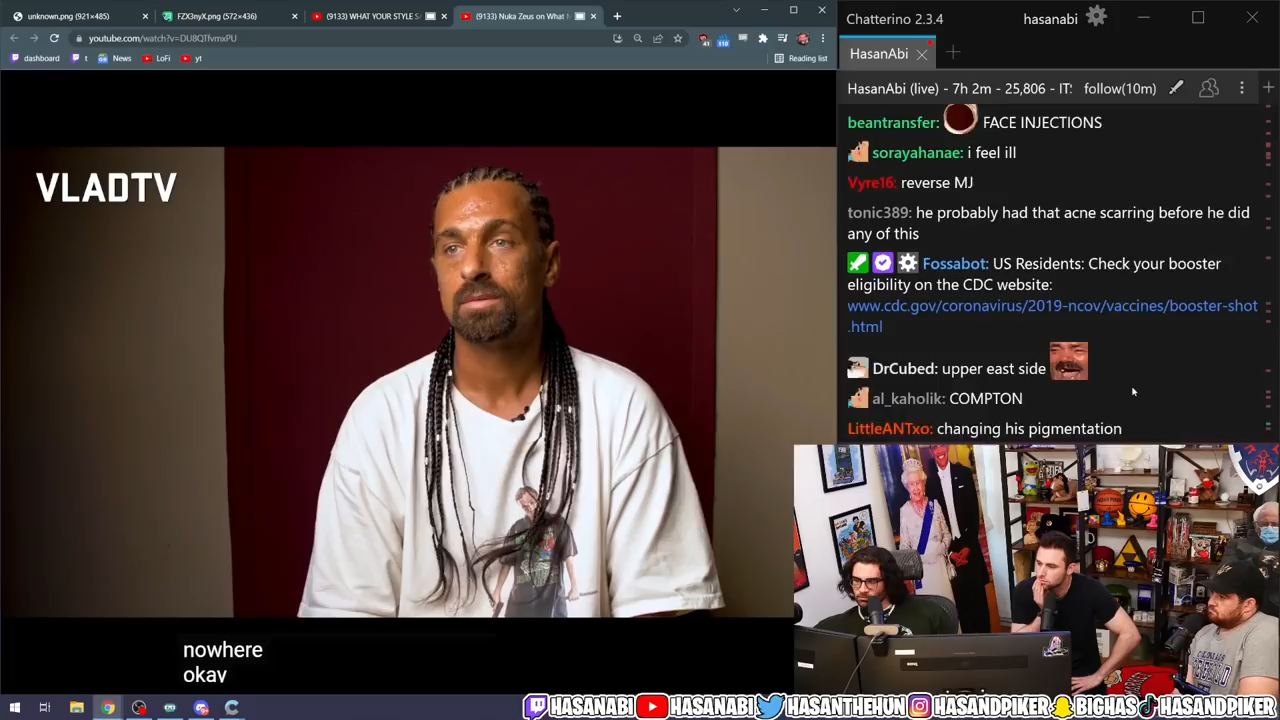 unknown.png (921×485)
FZX3nyX.png (572×436)
(9133) WHAT YOUR STYLE S
(9133) Nuka Zeus on What
youtube.com/watch?v=DU8QTfvmxPU
dashboard
t
News
LoFi
yt
Reading list
VLADTV
nowhere
okay
Chatterino 2.3.4
hasanabi
HasanAbi
HasanAbi (live) - 7h 2m - 25,806 - IT:
follow(10m)
beantransfer: FACE INJECTIONS
sorayahanae: i feel ill
Vyre16: reverse MJ
tonic389: he probably had that acne scarring before he did
any of this
Fossabot: US Residents: Check your booster
eligibility on the CDC website:
www.cdc.gov/coronavirus/2019-ncov/vaccines/booster-shot
.html
DrCubed: upper east side
al_kaholik: COMPTON
LittleANTxo: changing his pigmentation
HASANABI
HASANABI
HASANTHEHUN
HASANDPIKER
BIGHAS
HASANDPIKER